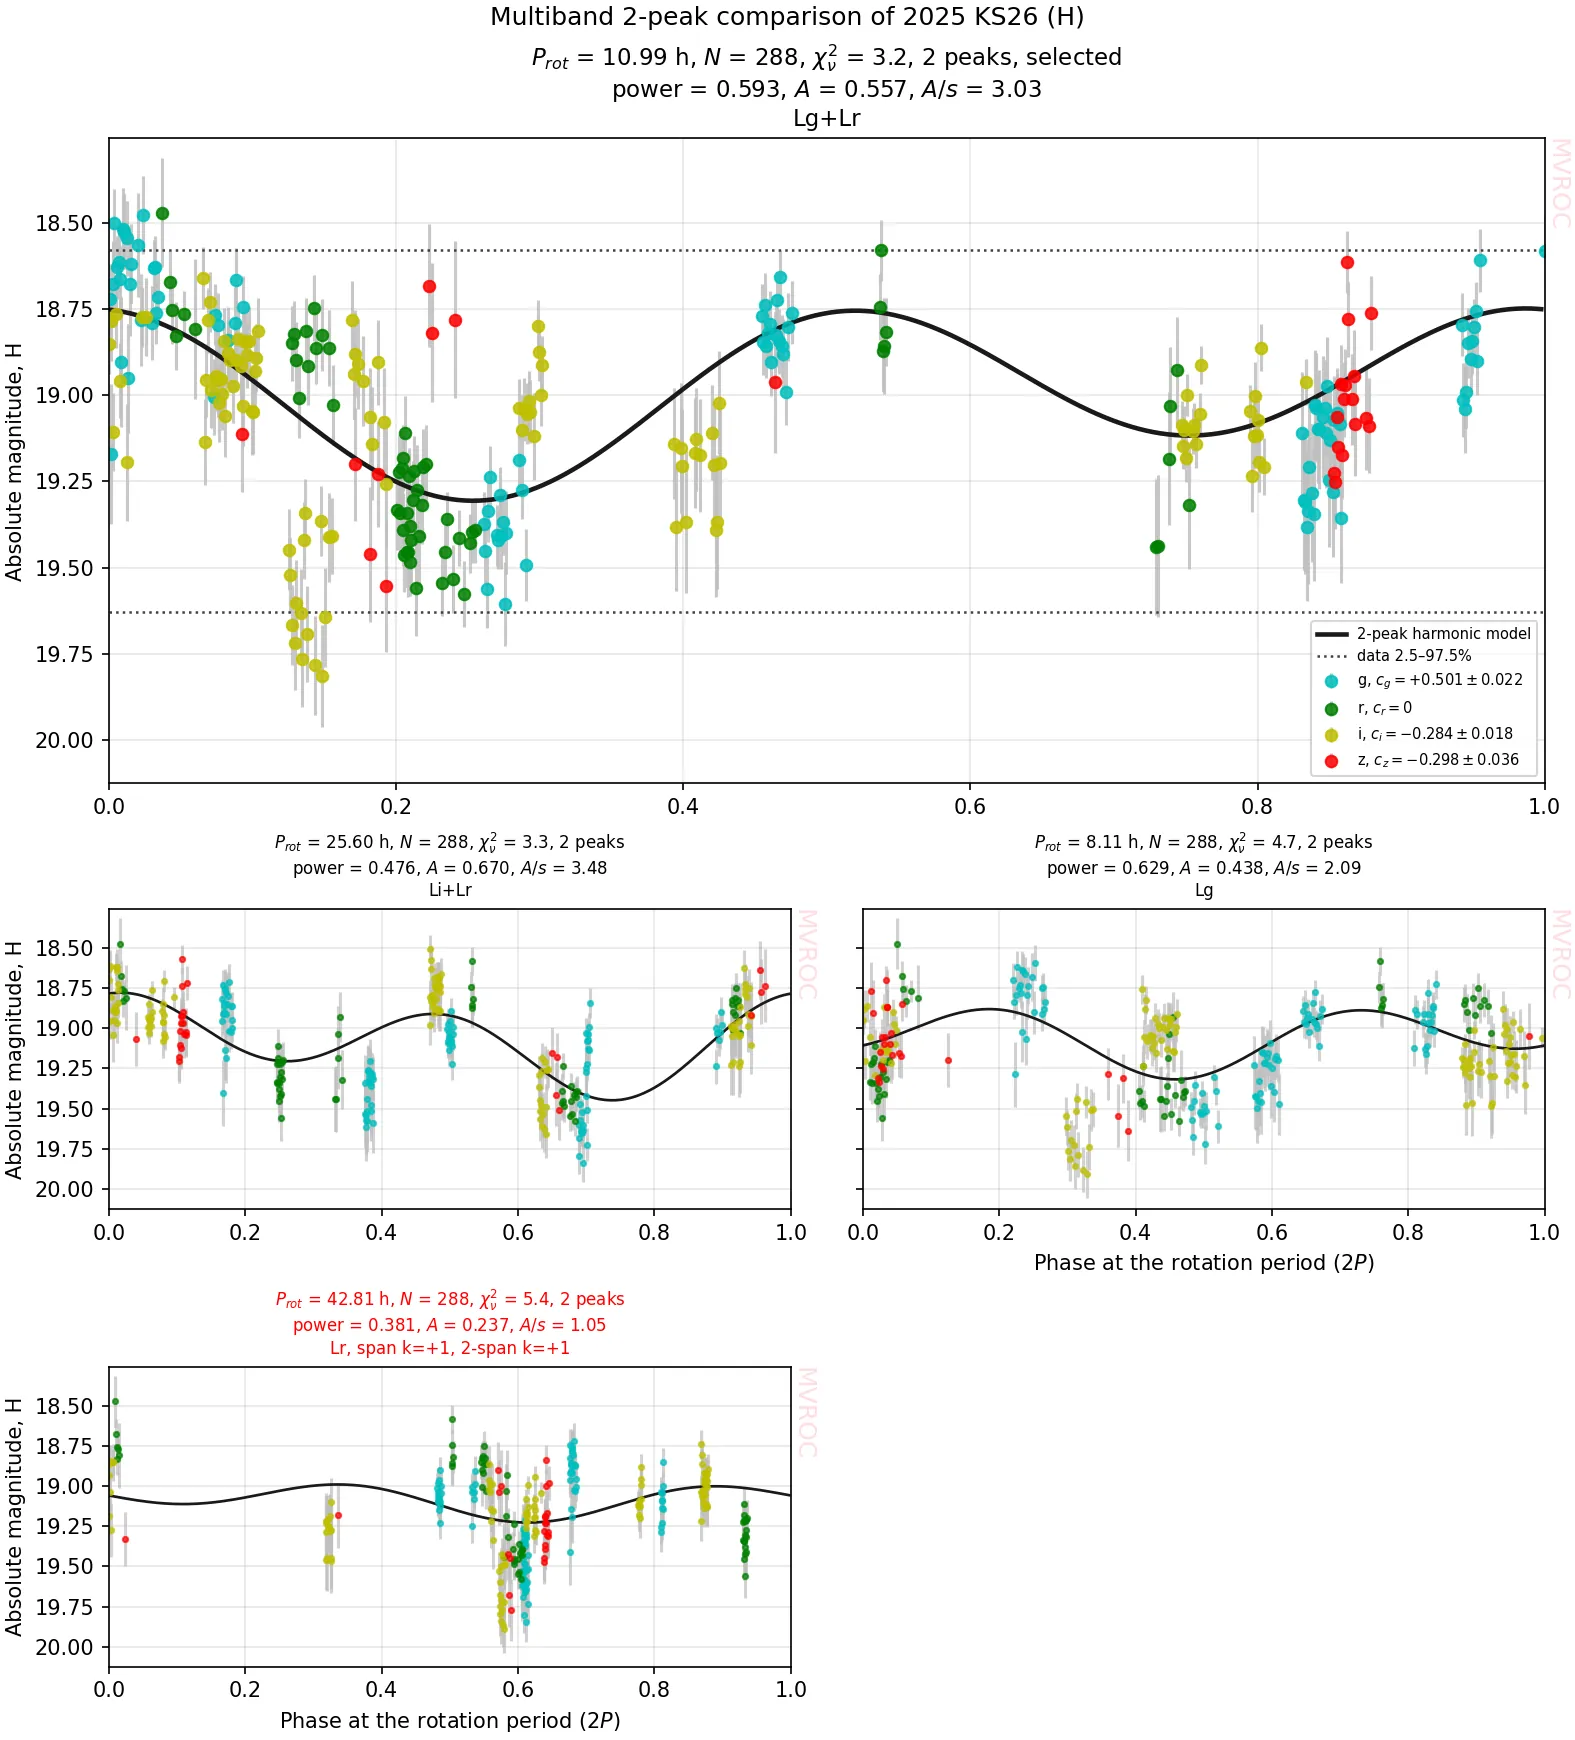 Multiband 2-peak comparison of 2025 KS26 (H)
P_rot = 10.99 h, N = 288, χ²_ν = 3.2, 2 peaks, selected
power = 0.593, A = 0.557, A/s = 3.03
Lg+Lr
MVROC
Absolute magnitude, H
18.50
18.75
19.00
19.25
19.50
19.75
20.00
2-peak harmonic model
data 2.5–97.5%
g, c_g = +0.501 ± 0.022
r, c_r = 0
i, c_i = −0.284 ± 0.018
z, c_z = −0.298 ± 0.036
0.0 0.2 0.4 0.6 0.8 1.0
P_rot = 25.60 h, N = 288, χ²_ν = 3.3, 2 peaks
power = 0.476, A = 0.670, A/s = 3.48
Li+Lr
MVROC
Absolute magnitude, H
18.50
18.75
19.00
19.25
19.50
19.75
20.00
0.0 0.2 0.4 0.6 0.8 1.0
P_rot = 8.11 h, N = 288, χ²_ν = 4.7, 2 peaks
power = 0.629, A = 0.438, A/s = 2.09
Lg
MVROC
0.0 0.2 0.4 0.6 0.8 1.0
Phase at the rotation period (2P)
P_rot = 42.81 h, N = 288, χ²_ν = 5.4, 2 peaks
power = 0.381, A = 0.237, A/s = 1.05
Lr, span k=+1, 2-span k=+1
MVROC
Absolute magnitude, H
18.50
18.75
19.00
19.25
19.50
19.75
20.00
0.0 0.2 0.4 0.6 0.8 1.0
Phase at the rotation period (2P)